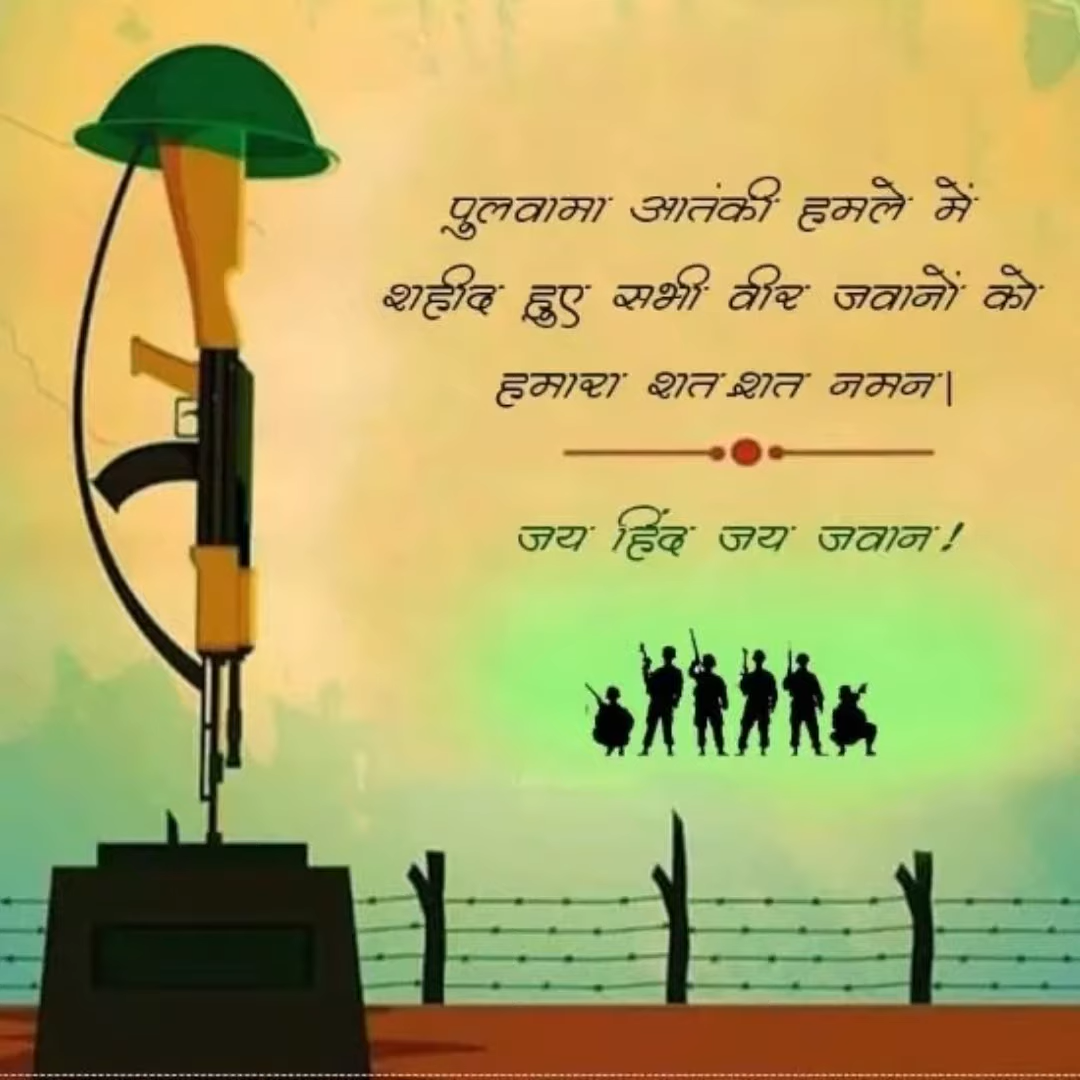 पुलवामा आतंकी हमले में
शहीद हुए सभी वीर जवानों को
हमारा शत शत नमन|
जय हिंद जय जवान!